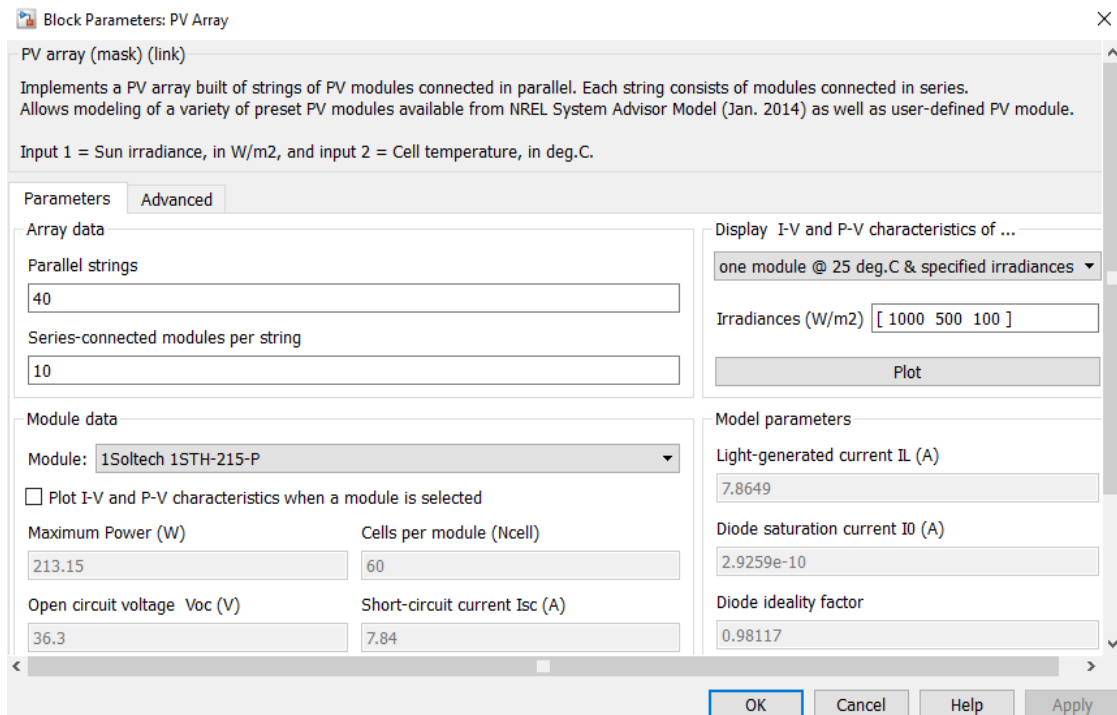 Block Parameters: PV Array
PV array (mask) (link)
Implements a PV array built of strings of PV modules connected in parallel. Each string consists of modules connected in series.
Allows modeling of a variety of preset PV modules available from NREL System Advisor Model (Jan. 2014) as well as user-defined PV module.
Input 1 = Sun irradiance, in W/m2, and input 2 = Cell temperature, in deg.C.
Parameters Advanced
Array data
Parallel strings
40
Series-connected modules per string
10
Display I-V and P-V characteristics of ...
one module @ 25 deg.C & specified irradiances
Irradiances (W/m2) [ 1000 500 100 ]
Plot
Module data
Module: 1Soltech 1STH-215-P
Plot I-V and P-V characteristics when a module is selected
Maximum Power (W) Cells per module (Ncell)
213.15 60
Open circuit voltage Voc (V) Short-circuit current Isc (A)
36.3 7.84
Model parameters
Light-generated current IL (A)
7.8649
Diode saturation current I0 (A)
2.9259e-10
Diode ideality factor
0.98117
OK Cancel Help Apply